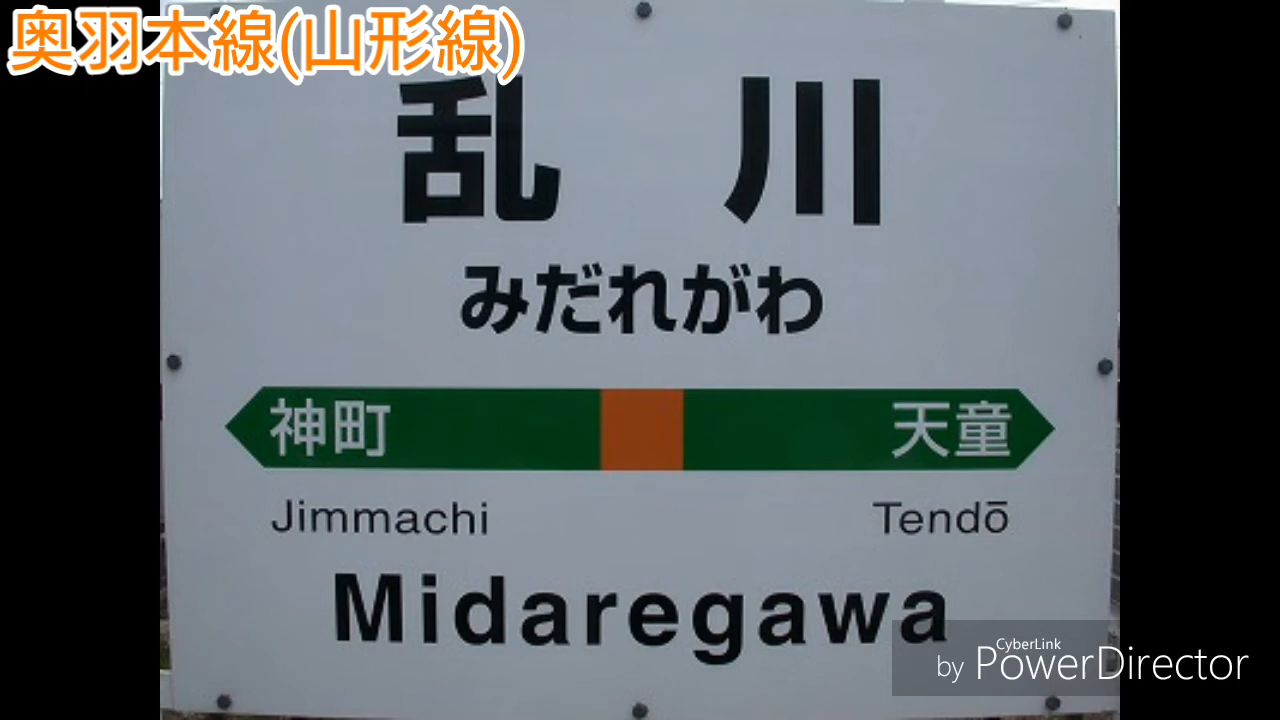 奥羽本線(山形線)
乱川
みだれがわ
神町 天童
Jimmachi Tendō
Midaregawa
CyberLink
by PowerDirector